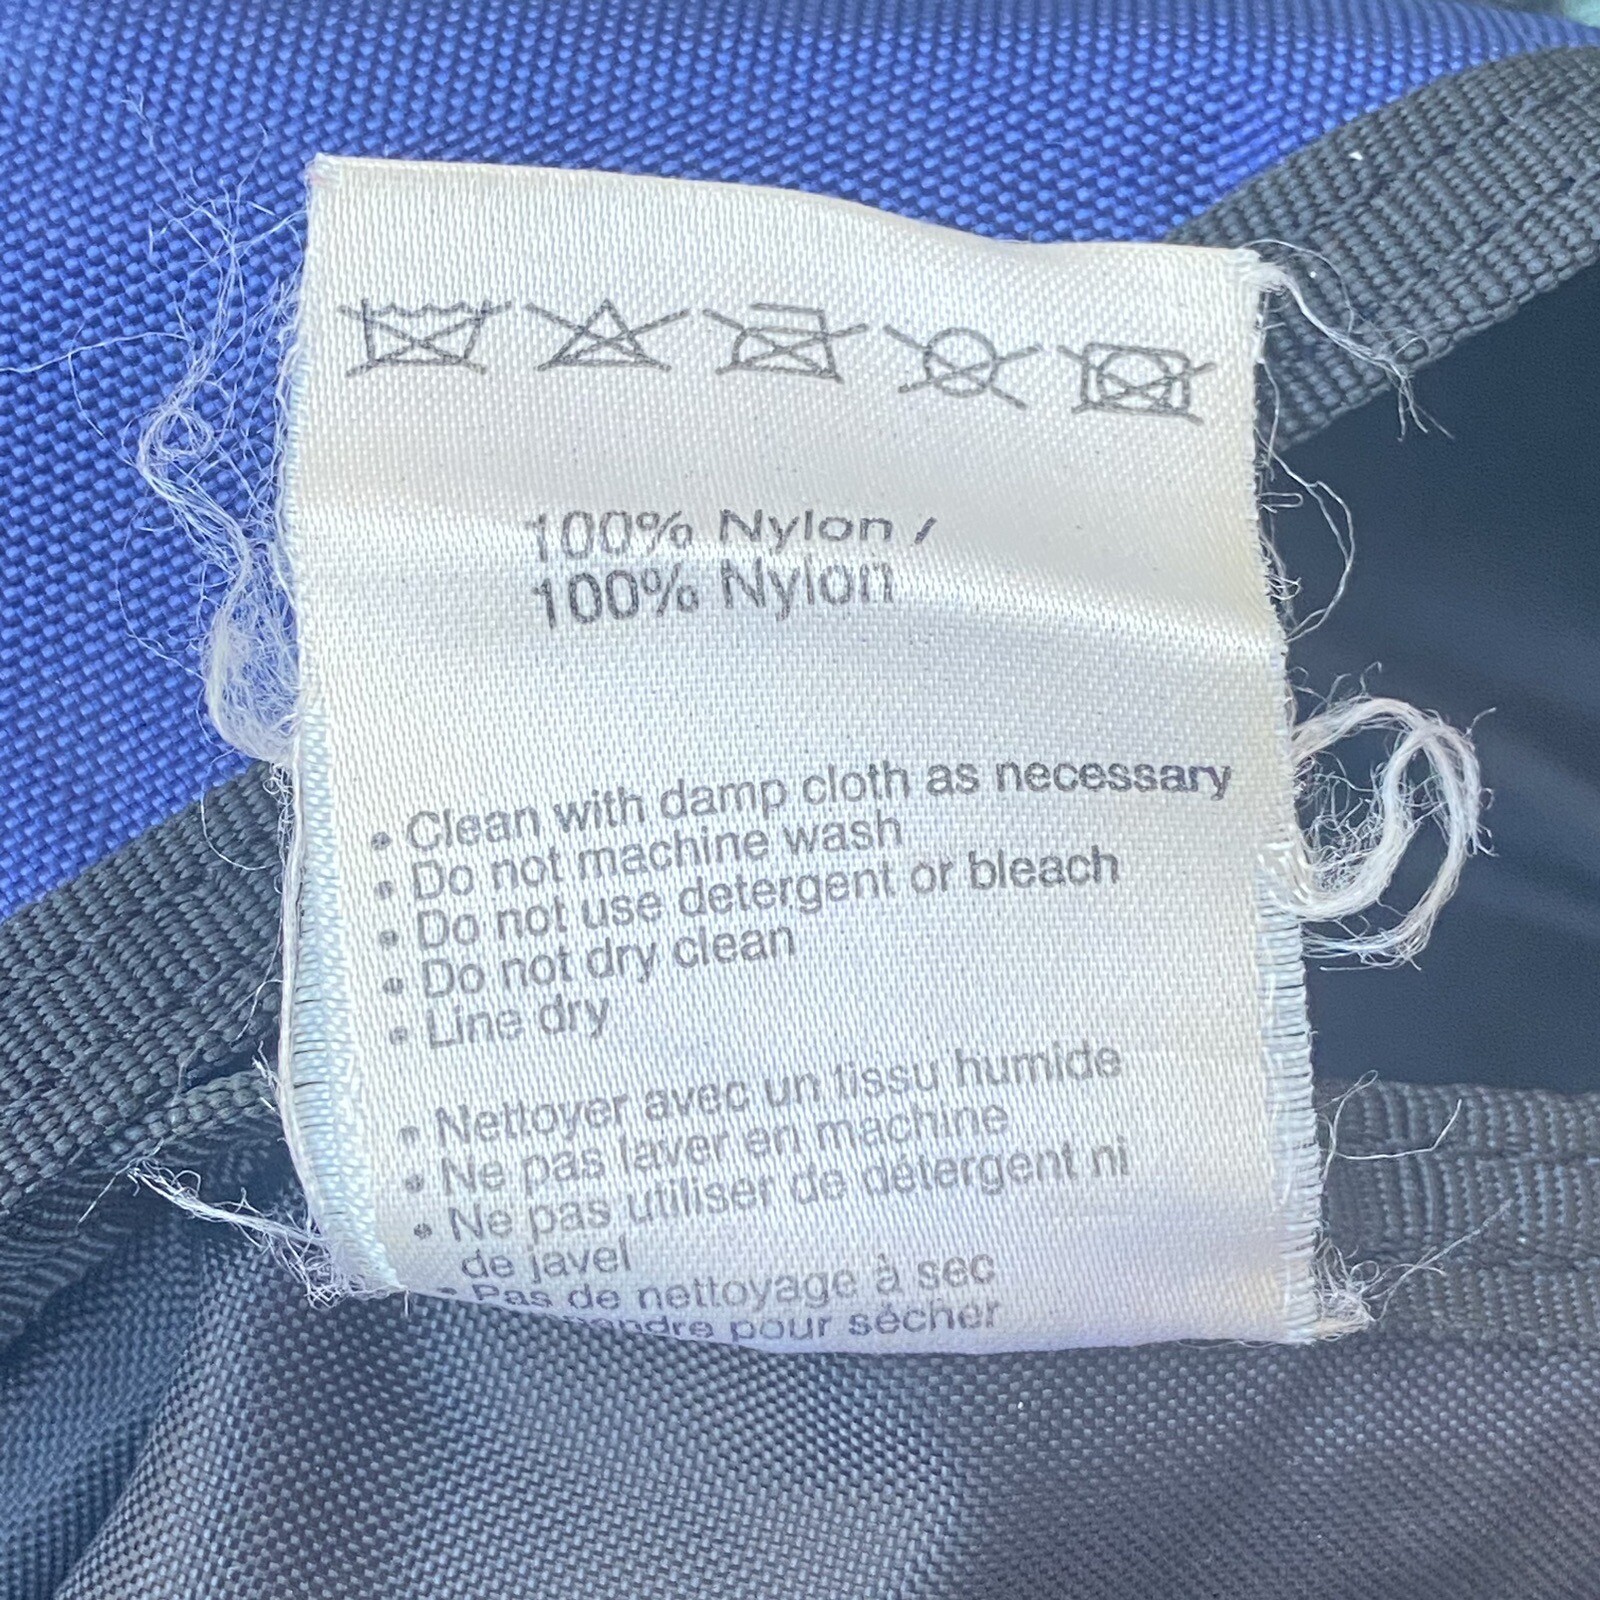 100% Nylon /
100% Nylon
• Clean with damp cloth as necessary
• Do not machine wash
• Do not use detergent or bleach
• Do not dry clean
• Line dry
• Nettoyer avec un tissu humide
• Ne pas laver en machine
• Ne pas utiliser de détergent ni
de javel
• Pas de nettoyage à sec
pour sécher